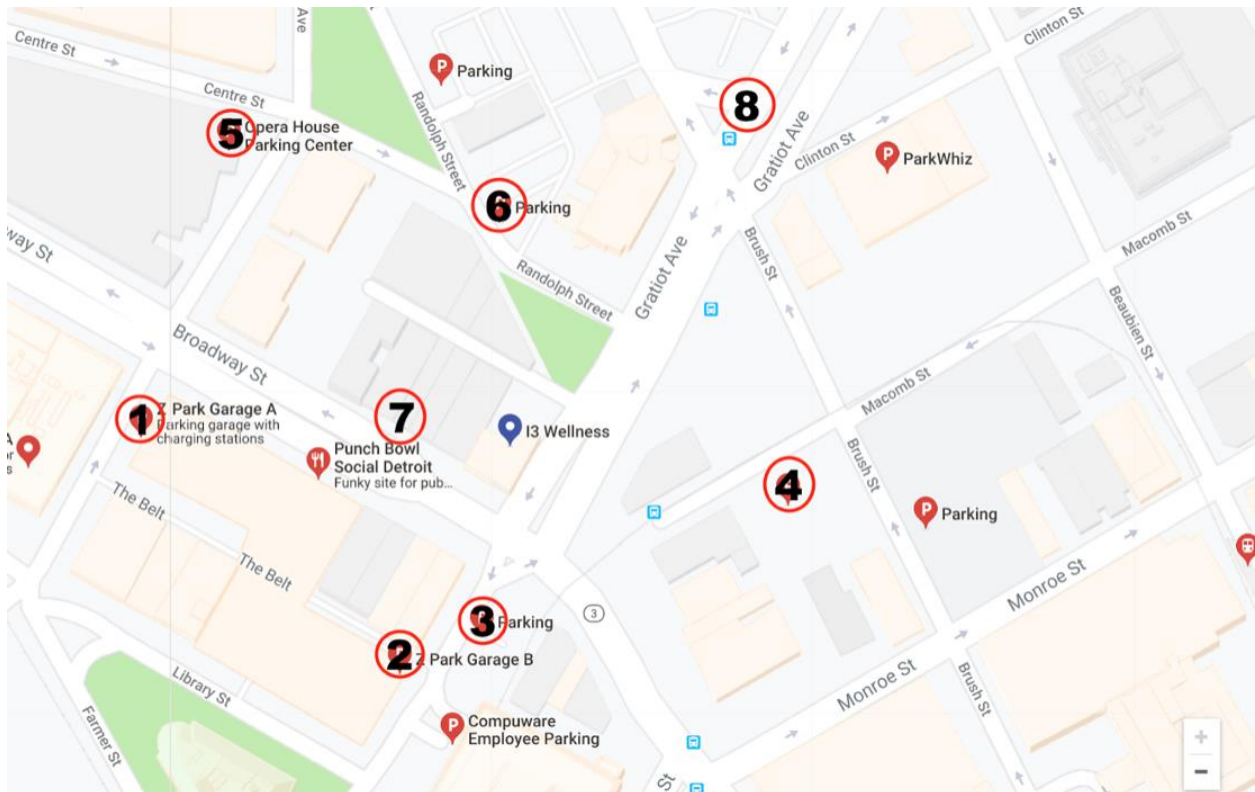 Centre St
Ave
Clinton St
Parking
8
Centre St
Randolph Street
Gratiot Ave
Clinton St
5 Opera House
Parking Center
ParkWhiz
6 Parking
way St
Macomb St
Brush St
Gratiot Ave
Randolph Street
Beaubien St
Broadway St
Macomb St
1 Z Park Garage A
Parking garage with
charging stations
7
I3 Wellness
A
or
s
Punch Bowl
Social Detroit
Funky site for pub...
Brush St
4
Parking
The Belt
The Belt
Monroe St
3
3 Parking
2 Z Park Garage B
Library St
Monroe St
Brush St
Farmer St
Compuware
Employee Parking
St
+
−